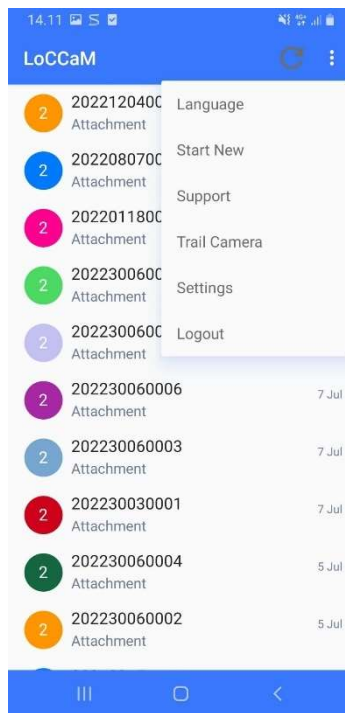 14.11
LoCCaM
2
2022120400
Attachment
2
2022080700
Attachment
2
2022011800
Attachment
2
202230060
Attachment
2
202230060
Attachment
Language
Start New
Support
Trail Camera
Settings
Logout
2
202230060006
Attachment
7 Jul
2
202230060003
Attachment
7 Jul
2
202230030001
Attachment
7 Jul
2
202230060004
Attachment
5 Jul
2
202230060002
Attachment
5 Jul